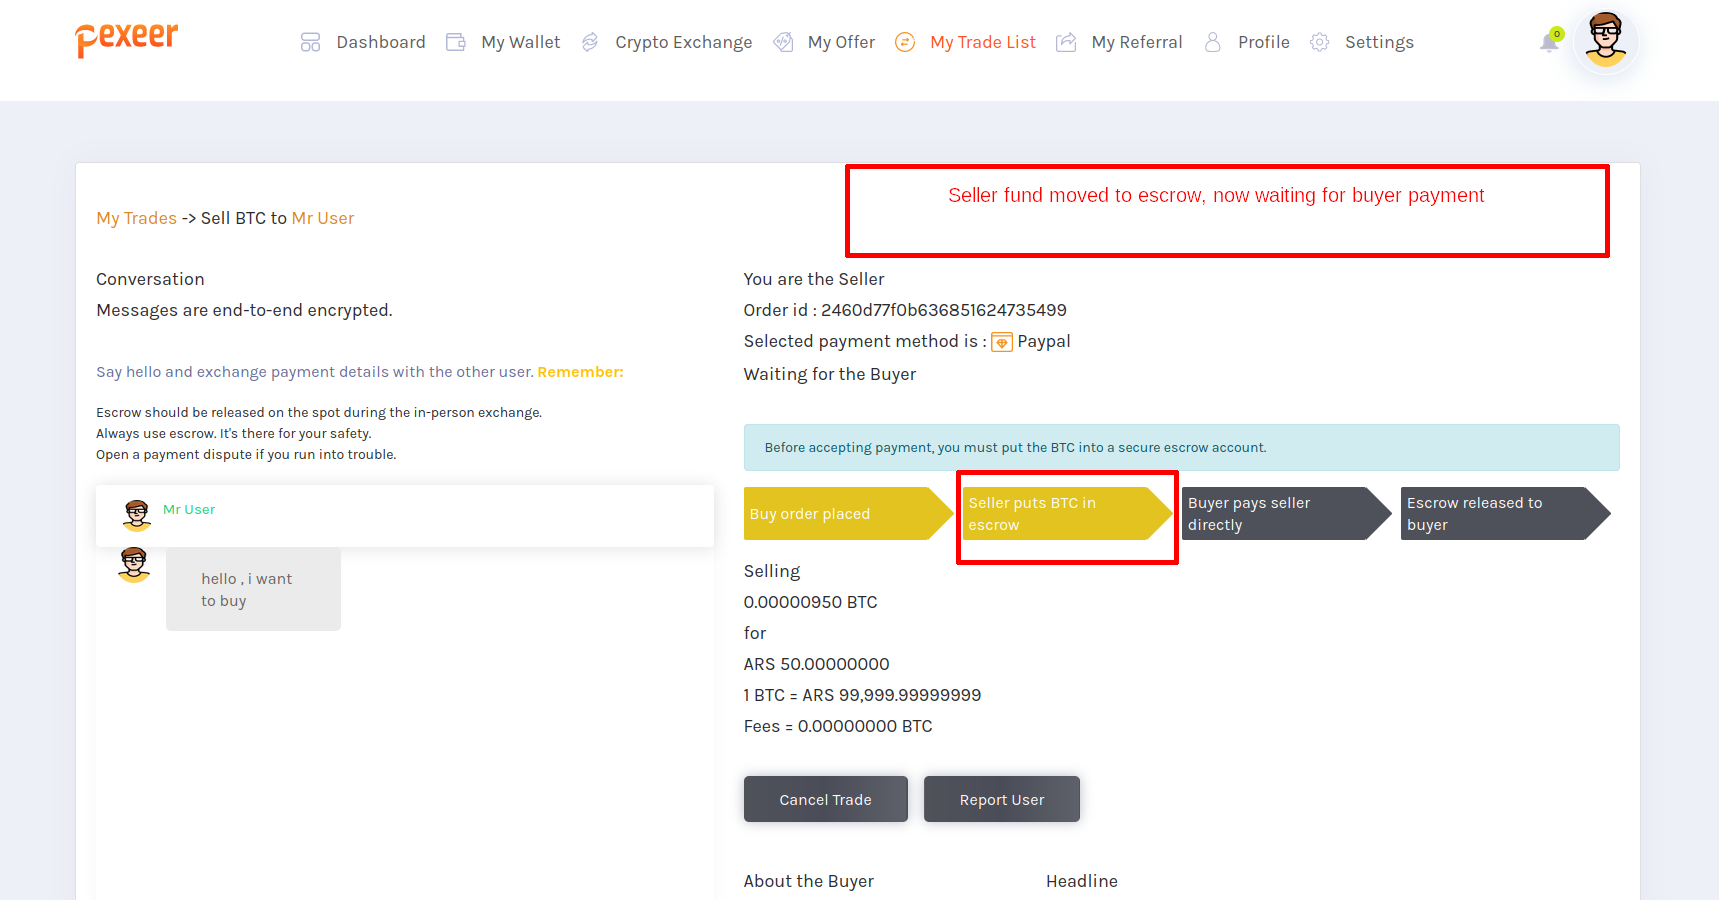 pexeer
Dashboard My Wallet Crypto Exchange My Offer My Trade List My Referral Profile Settings 0
Seller fund moved to escrow, now waiting for buyer payment
My Trades -> Sell BTC to Mr User
Conversation
Messages are end-to-end encrypted.
Say hello and exchange payment details with the other user. Remember:
Escrow should be released on the spot during the in-person exchange.
Always use escrow. It's there for your safety.
Open a payment dispute if you run into trouble.
Mr User
hello , i want
to buy
You are the Seller
Order id : 2460d77f0b636851624735499
Selected payment method is : Paypal
Waiting for the Buyer
Before accepting payment, you must put the BTC into a secure escrow account.
Buy order placed
Seller puts BTC in
escrow
Buyer pays seller
directly
Escrow released to
buyer
Selling
0.00000950 BTC
for
ARS 50.00000000
1 BTC = ARS 99,999.99999999
Fees = 0.00000000 BTC
Cancel Trade Report User
About the Buyer Headline